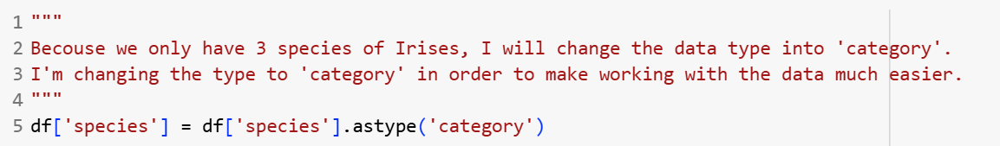 1 """
2 Becouse we only have 3 species of Irises, I will change the data type into 'category'.
3 I'm changing the type to 'category' in order to make working with the data much easier.
4 """
5 df['species'] = df['species'].astype('category')